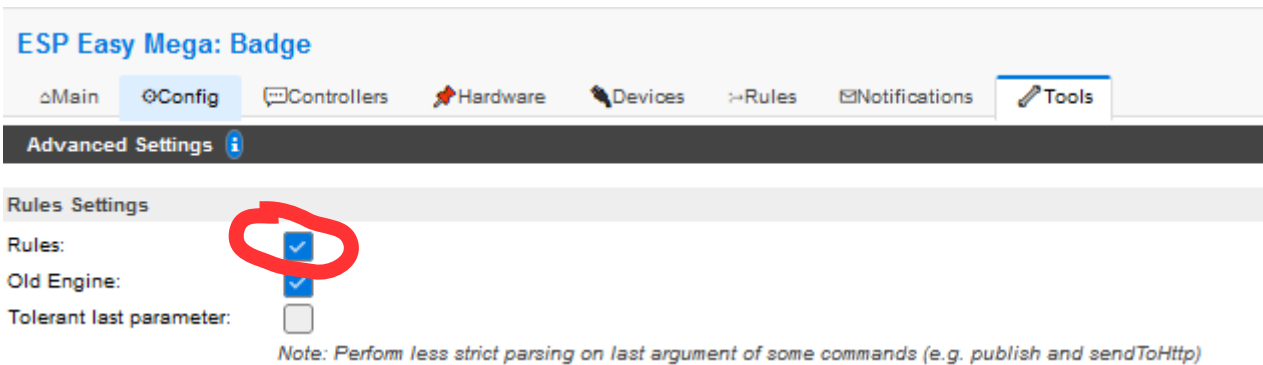 ESP Easy Mega: Badge
⌂Main ⚙Config 💬Controllers 📌Hardware 🔌Devices Rules ✉Notifications 🔧Tools
Advanced Settings i
Rules Settings
Rules:
Old Engine:
Tolerant last parameter:
Note: Perform less strict parsing on last argument of some commands (e.g. publish and sendToHttp)